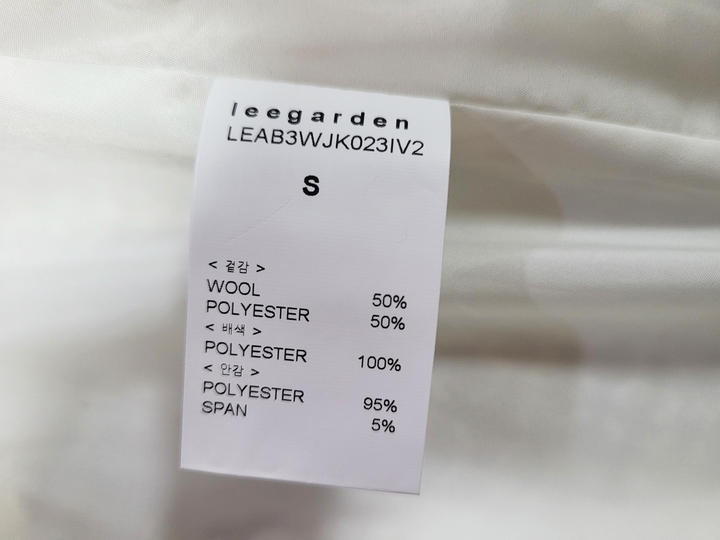 leegarden
LEAB3WJK023IV2
S
< 겉감 >
WOOL 50%
POLYESTER 50%
< 배색 >
POLYESTER 100%
< 안감 >
POLYESTER 95%
SPAN 5%